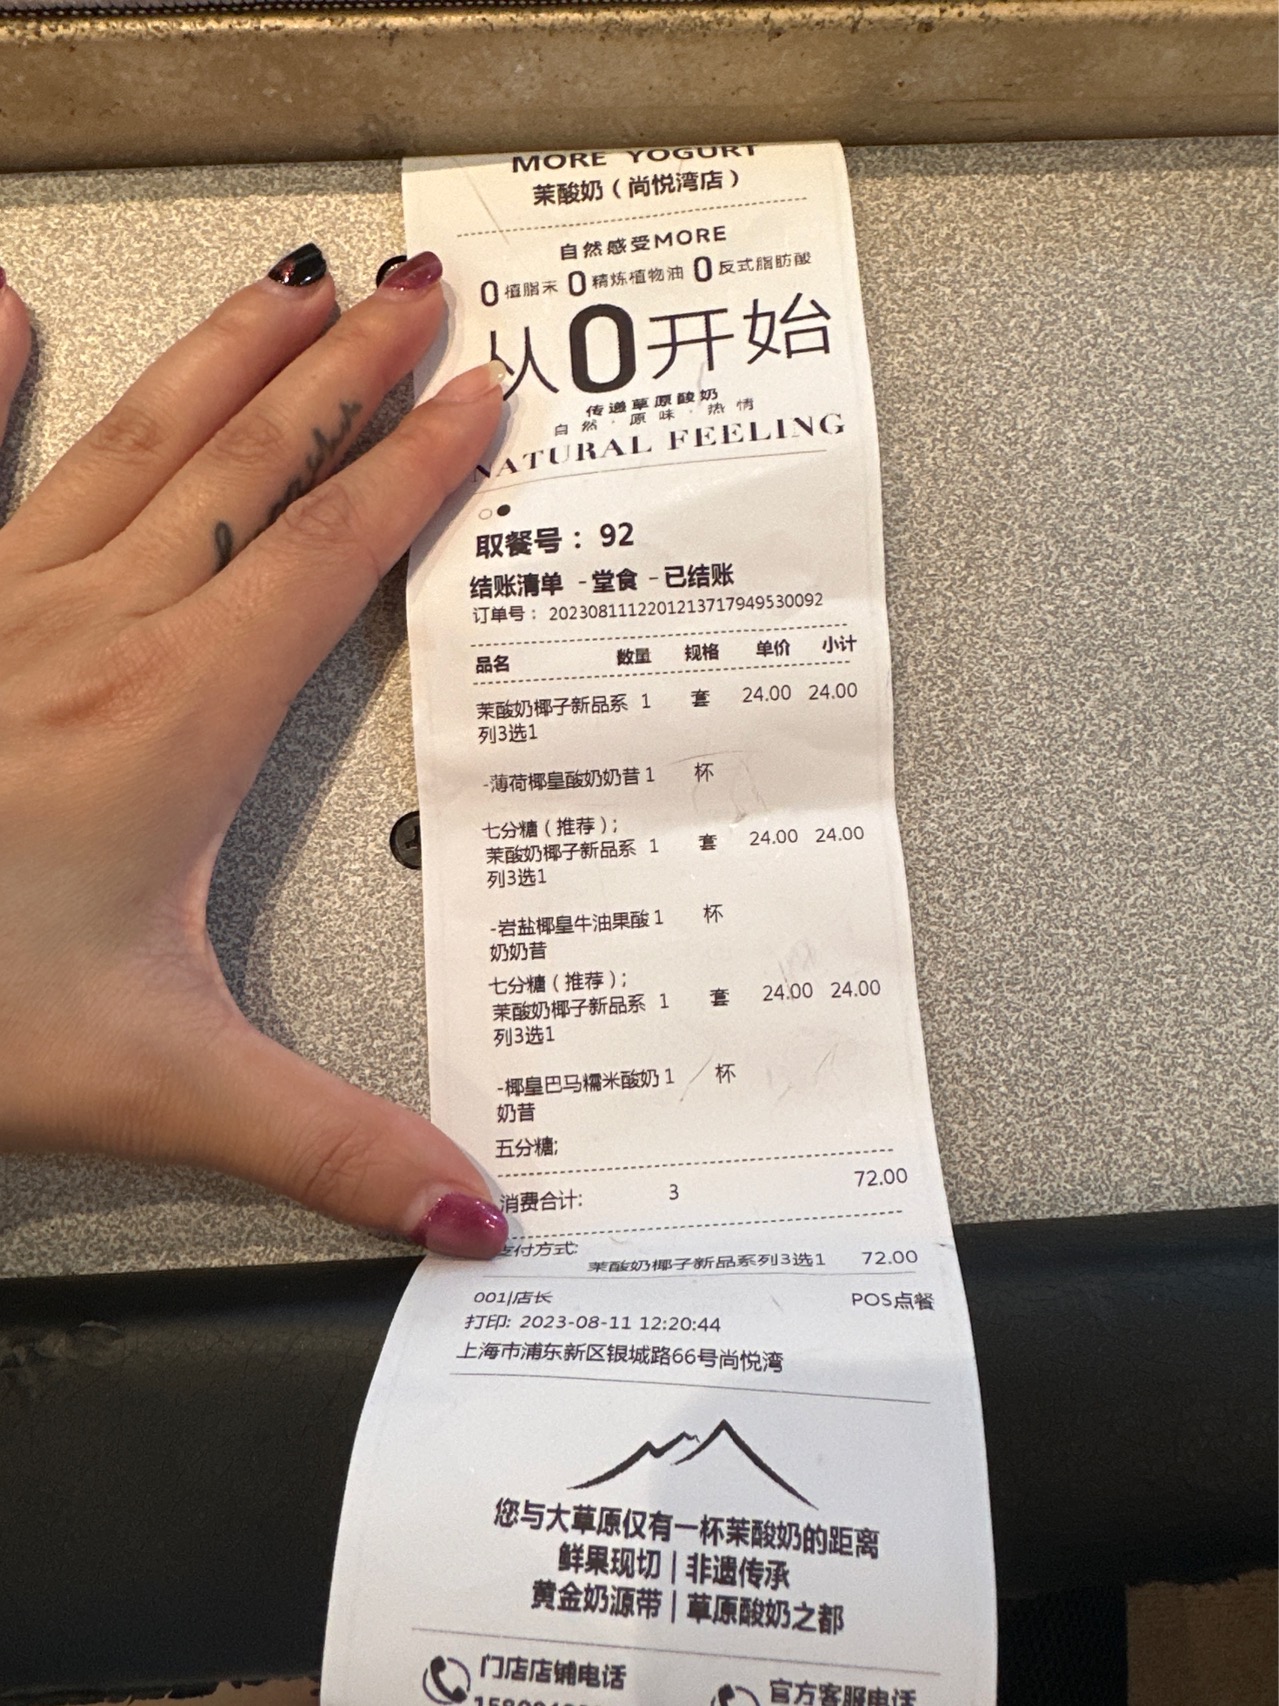 MORE YOGURT
茉酸奶（尚悦湾店）
自然感受MORE
0植脂末 0精炼植物油 0反式脂肪酸
从0开始
传递草原酸奶
自然·原味·热情
NATURAL FEELING
取餐号：92
结账清单 -堂食 -已结账
订单号：20230811122012137179495​30092
品名 数量 规格 单价 小计
茉酸奶椰子新品系 1 套 24.00 24.00
列3选1
-薄荷椰皇酸奶奶昔 1 杯
七分糖（推荐）;
茉酸奶椰子新品系 1 套 24.00 24.00
列3选1
-岩盐椰皇牛油果酸 1 杯
奶奶昔
七分糖（推荐）;
茉酸奶椰子新品系 1 套 24.00 24.00
列3选1
-椰皇巴马糯米酸奶 1 杯
奶昔
五分糖;
消费合计: 3 72.00
支付方式:
茉酸奶椰子新品系列3选1 72.00
001|店长 POS点餐
打印: 2023-08-11 12:20:44
上海市浦东新区银城路66号尚悦湾
您与大草原仅有一杯茉酸奶的距离
鲜果现切｜非遗传承
黄金奶源带｜草原酸奶之都
门店店铺电话
官方客服电话